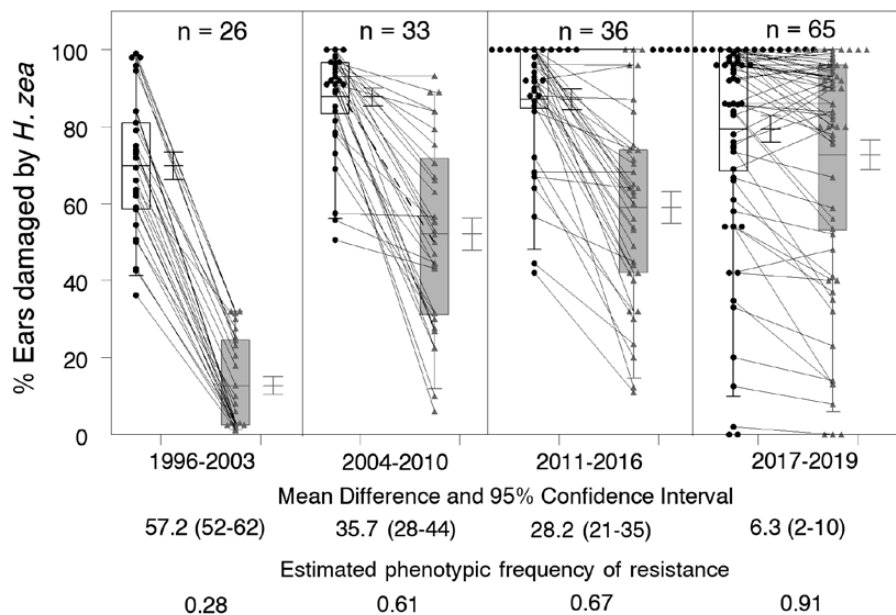 n = 26 n = 33 n = 36 n = 65
% Ears damaged by H. zea
100
80
60
40
20
0
1996-2003 2004-2010 2011-2016 2017-2019
Mean Difference and 95% Confidence Interval
57.2 (52-62) 35.7 (28-44) 28.2 (21-35) 6.3 (2-10)
Estimated phenotypic frequency of resistance
0.28 0.61 0.67 0.91